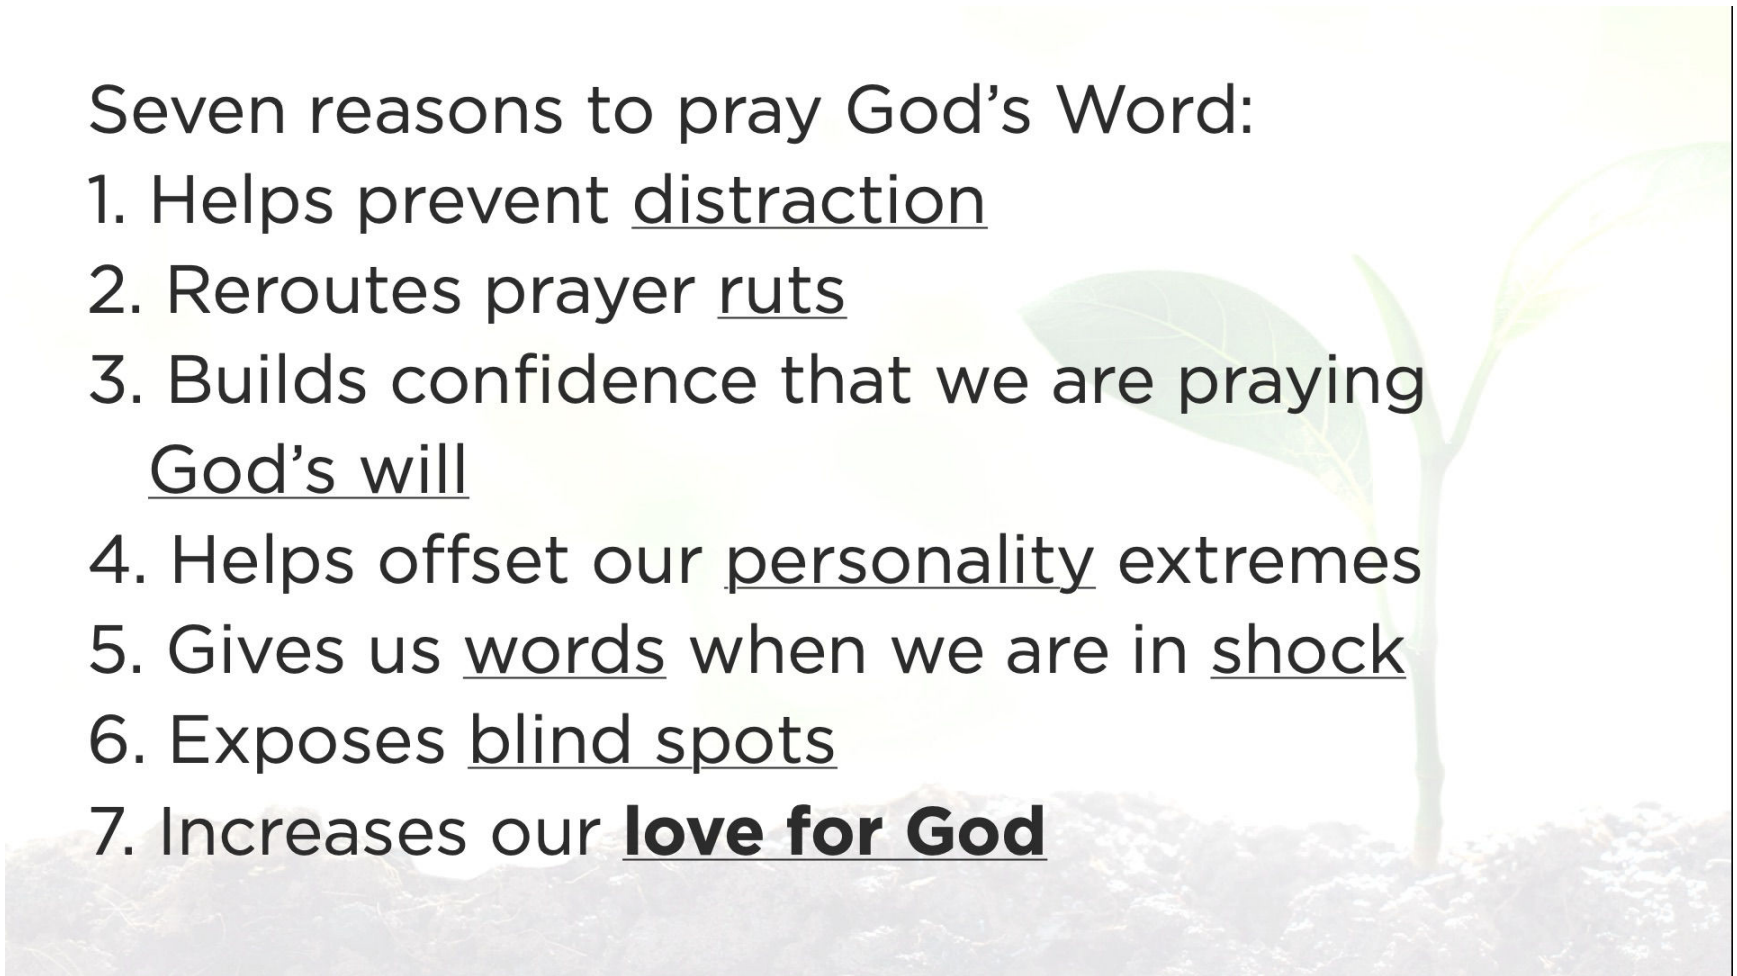 Seven reasons to pray God’s Word:
1. Helps prevent distraction
2. Reroutes prayer ruts
3. Builds confidence that we are praying
God’s will
4. Helps offset our personality extremes
5. Gives us words when we are in shock
6. Exposes blind spots
7. Increases our love for God